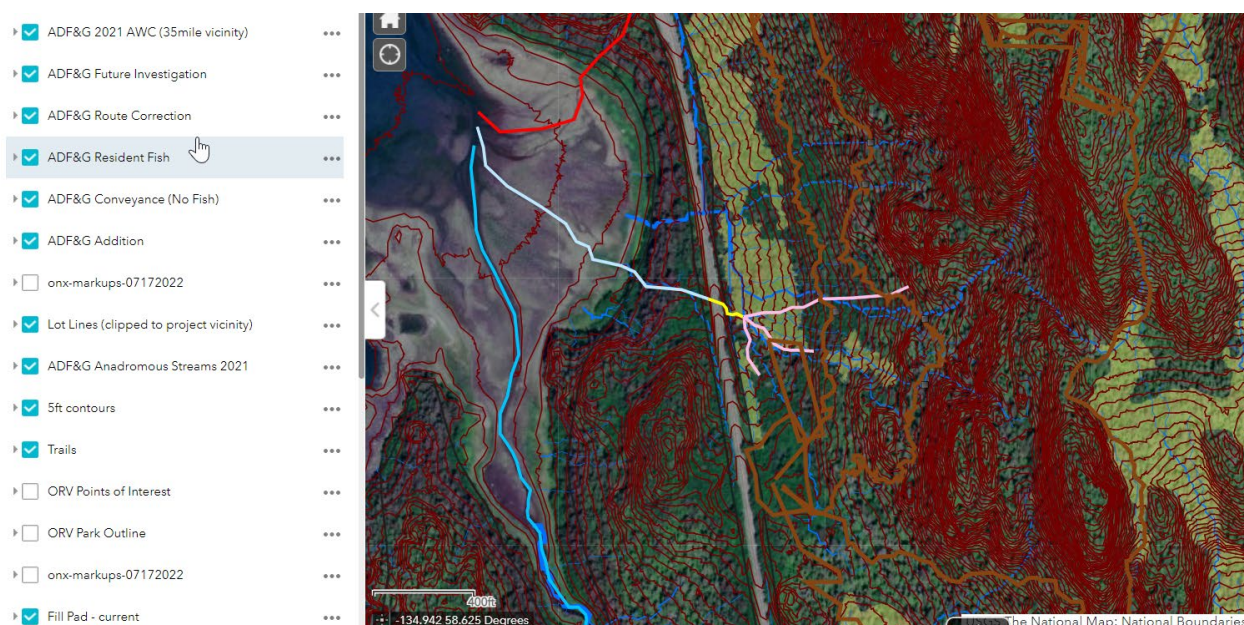 ADF&G 2021 AWC (35mile vicinity)
ADF&G Future Investigation
ADF&G Route Correction
ADF&G Resident Fish
ADF&G Conveyance (No Fish)
ADF&G Addition
onx-markups-07172022
Lot Lines (clipped to project vicinity)
ADF&G Anadromous Streams 2021
5ft contours
Trails
ORV Points of Interest
ORV Park Outline
onx-markups-07172022
Fill Pad - current
400ft
-134.942 58.625 Degrees
USGS The National Map: National Boundaries